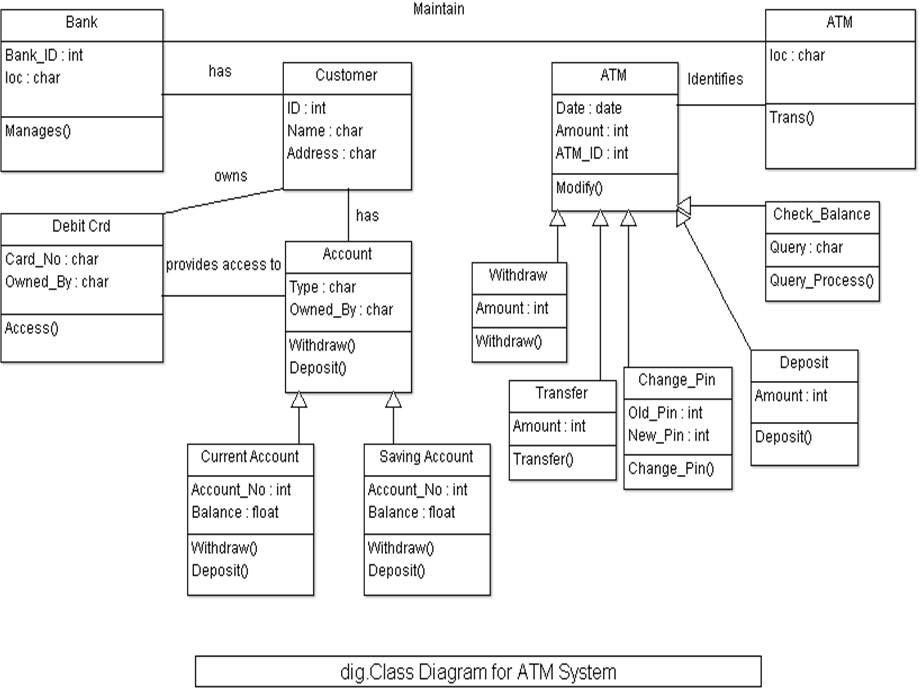 Maintain
Bank
Bank_ID : int
loc : char
Manages()
has
Customer
ID : int
Name : char
Address : char
owns
has
Debit Crd
Card_No : char
Owned_By : char
Access()
provides access to
Account
Type : char
Owned_By : char
Withdraw()
Deposit()
Current Account
Account_No : int
Balance : float
Withdraw()
Deposit()
Saving Account
Account_No : int
Balance : float
Withdraw()
Deposit()
ATM
Date : date
Amount : int
ATM_ID : int
Modify()
Identifies
ATM
loc : char
Trans()
Check_Balance
Query : char
Query_Process()
Withdraw
Amount : int
Withdraw()
Transfer
Amount : int
Transfer()
Change_Pin
Old_Pin : int
New_Pin : int
Change_Pin()
Deposit
Amount : int
Deposit()
dig.Class Diagram for ATM System